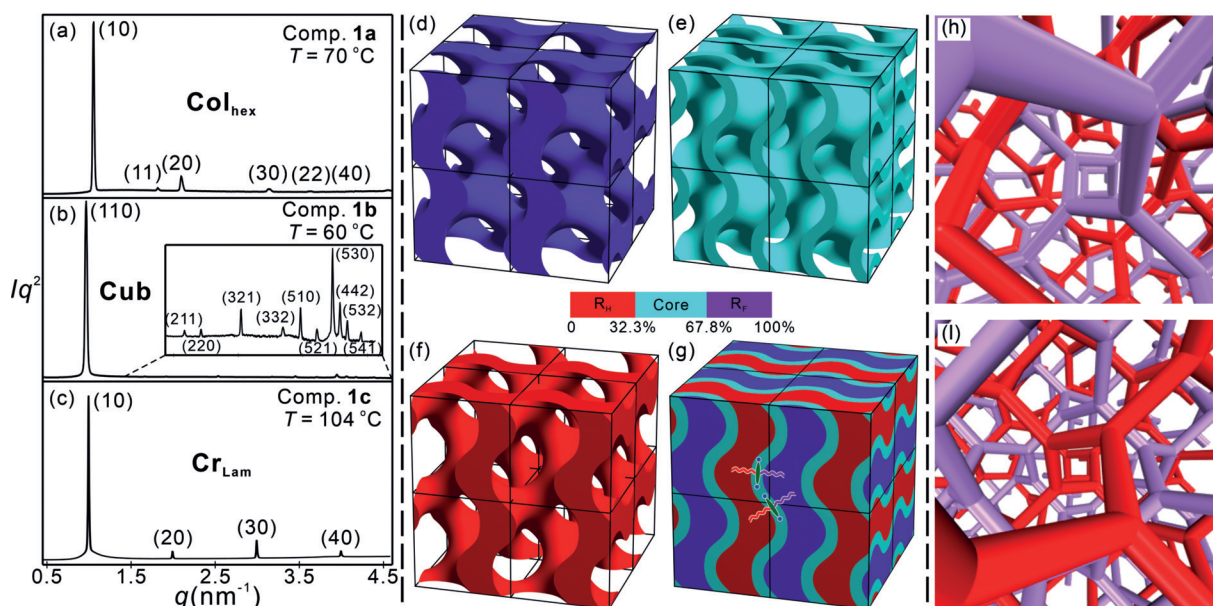 (a)
(10)
Comp. 1a
T = 70 °C
Col_hex
(11)
(20)
(30)
(22)
(40)
(b)
(110)
Comp. 1b
T = 60 °C
Cub
(211)
(220)
(321)
(332)
(510)
(521)
(530)
(442)
(532)
(541)
Iq²
(c)
(10)
Comp. 1c
T = 104 °C
Cr_Lam
(20)
(30)
(40)
0.5
1.5
2.5
3.5
4.5
q(nm⁻¹)
(d)
(e)
R_H
Core
R_F
0
32.3%
67.8%
100%
(f)
(g)
(h)
(l)